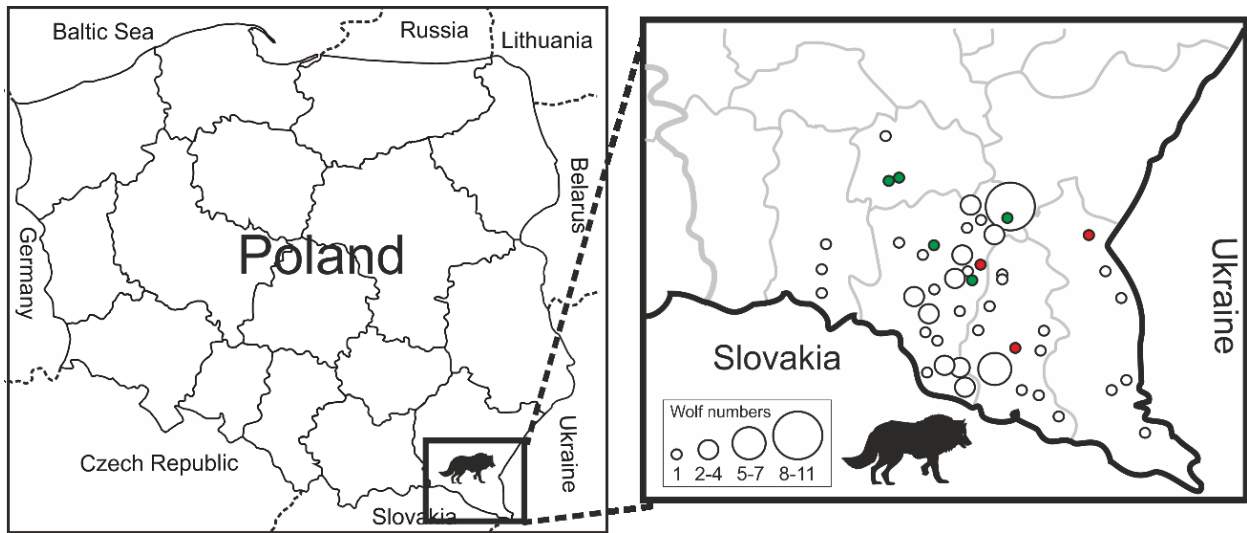 Baltic Sea
Russia
Lithuania
Belarus
Poland
Germany
Czech Republic
Slovakia
Ukraine
Ukraine
Slovakia
Wolf numbers
1 2-4 5-7 8-11